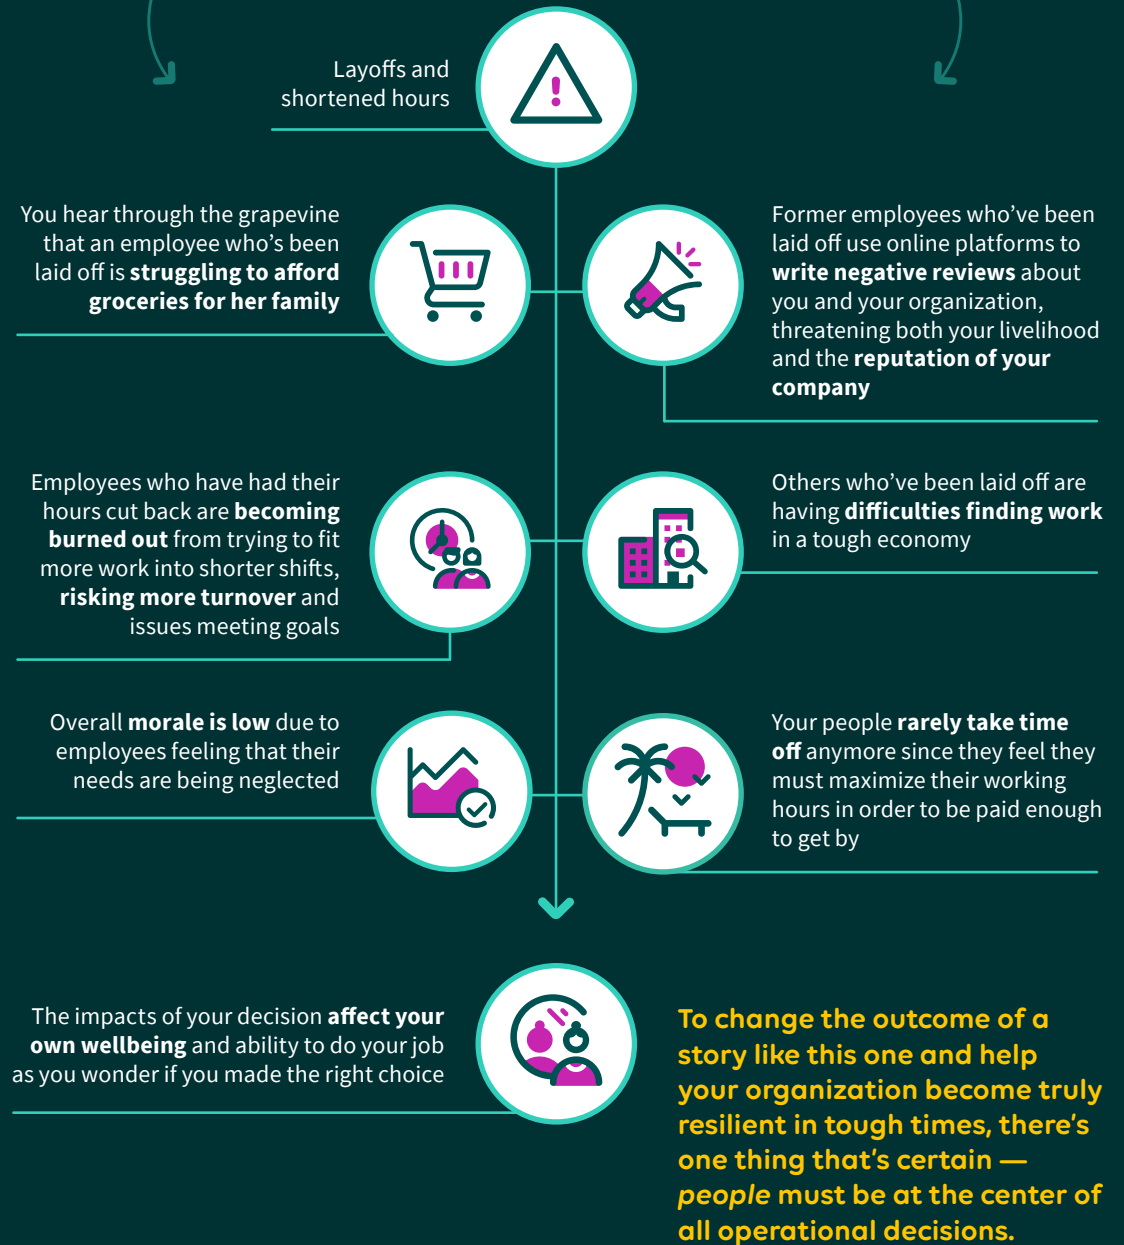 Layoffs and
shortened hours
You hear through the grapevine
that an employee who's been
laid off is struggling to afford
groceries for her family
Former employees who've been
laid off use online platforms to
write negative reviews about
you and your organization,
threatening both your livelihood
and the reputation of your
company
Employees who have had their
hours cut back are becoming
burned out from trying to fit
more work into shorter shifts,
risking more turnover and
issues meeting goals
Others who've been laid off are
having difficulties finding work
in a tough economy
Overall morale is low due to
employees feeling that their
needs are being neglected
Your people rarely take time
off anymore since they feel they
must maximize their working
hours in order to be paid enough
to get by
The impacts of your decision affect your
own wellbeing and ability to do your job
as you wonder if you made the right choice
To change the outcome of a
story like this one and help
your organization become truly
resilient in tough times, there's
one thing that's certain —
people must be at the center of
all operational decisions.